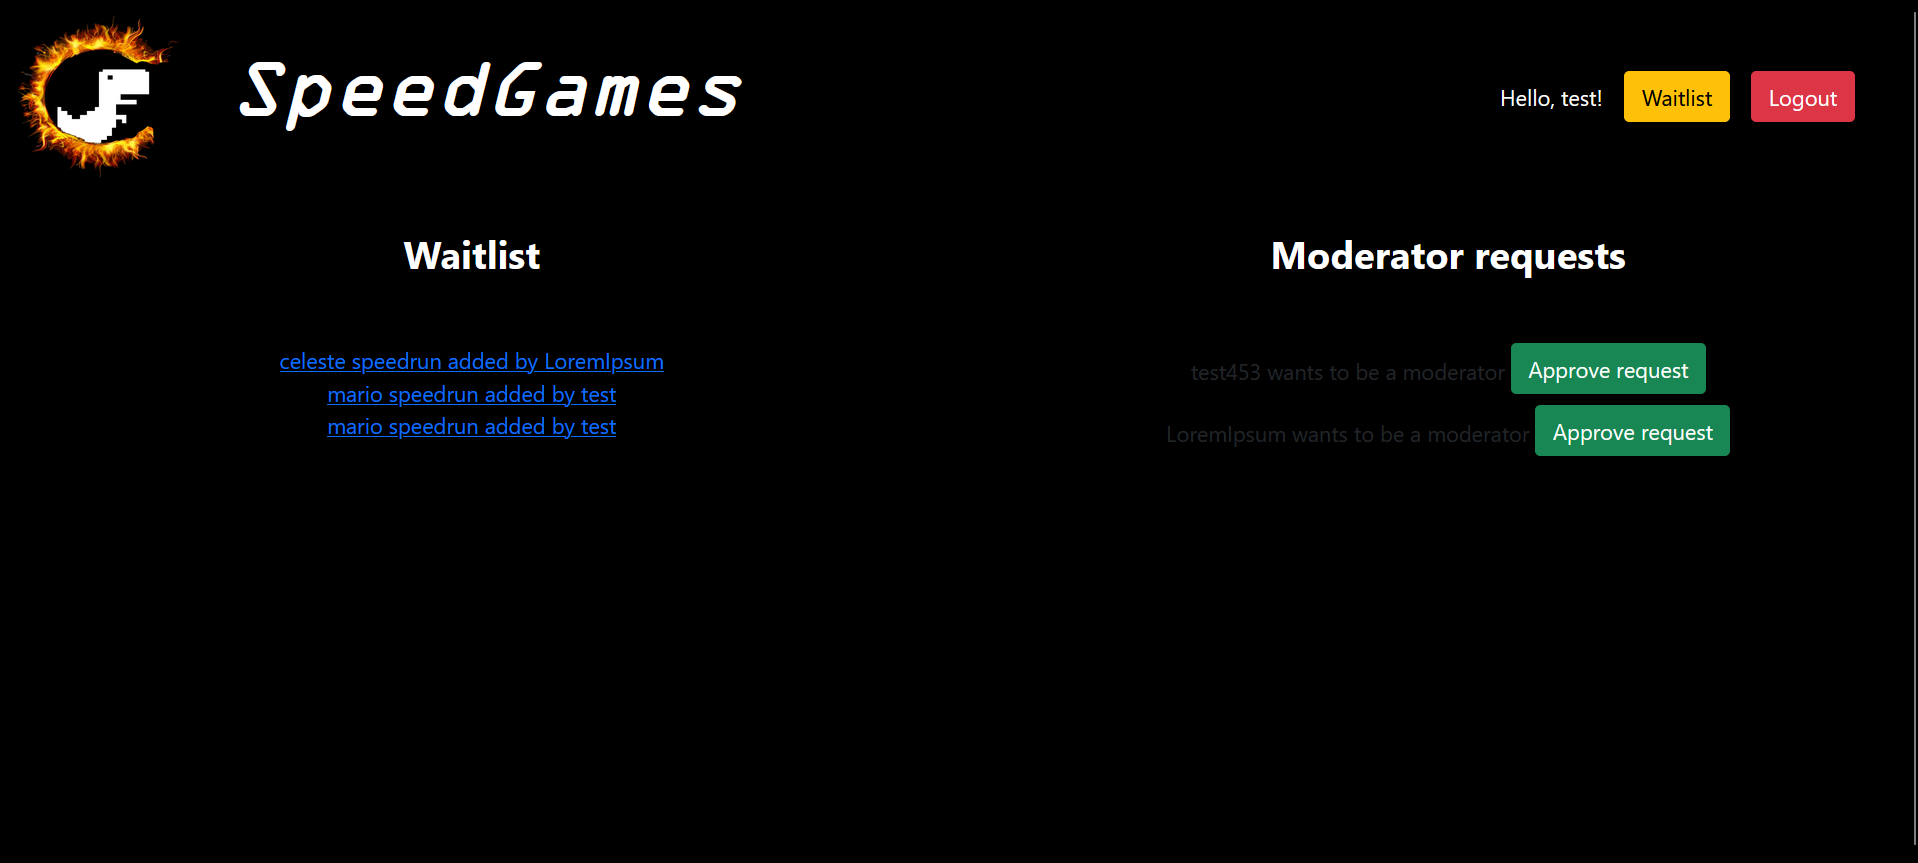 SpeedGames
Hello, test!
Waitlist
Logout
Waitlist
celeste speedrun added by LoremIpsum
mario speedrun added by test
mario speedrun added by test
Moderator requests
test453 wants to be a moderator Approve request
LoremIpsum wants to be a moderator Approve request